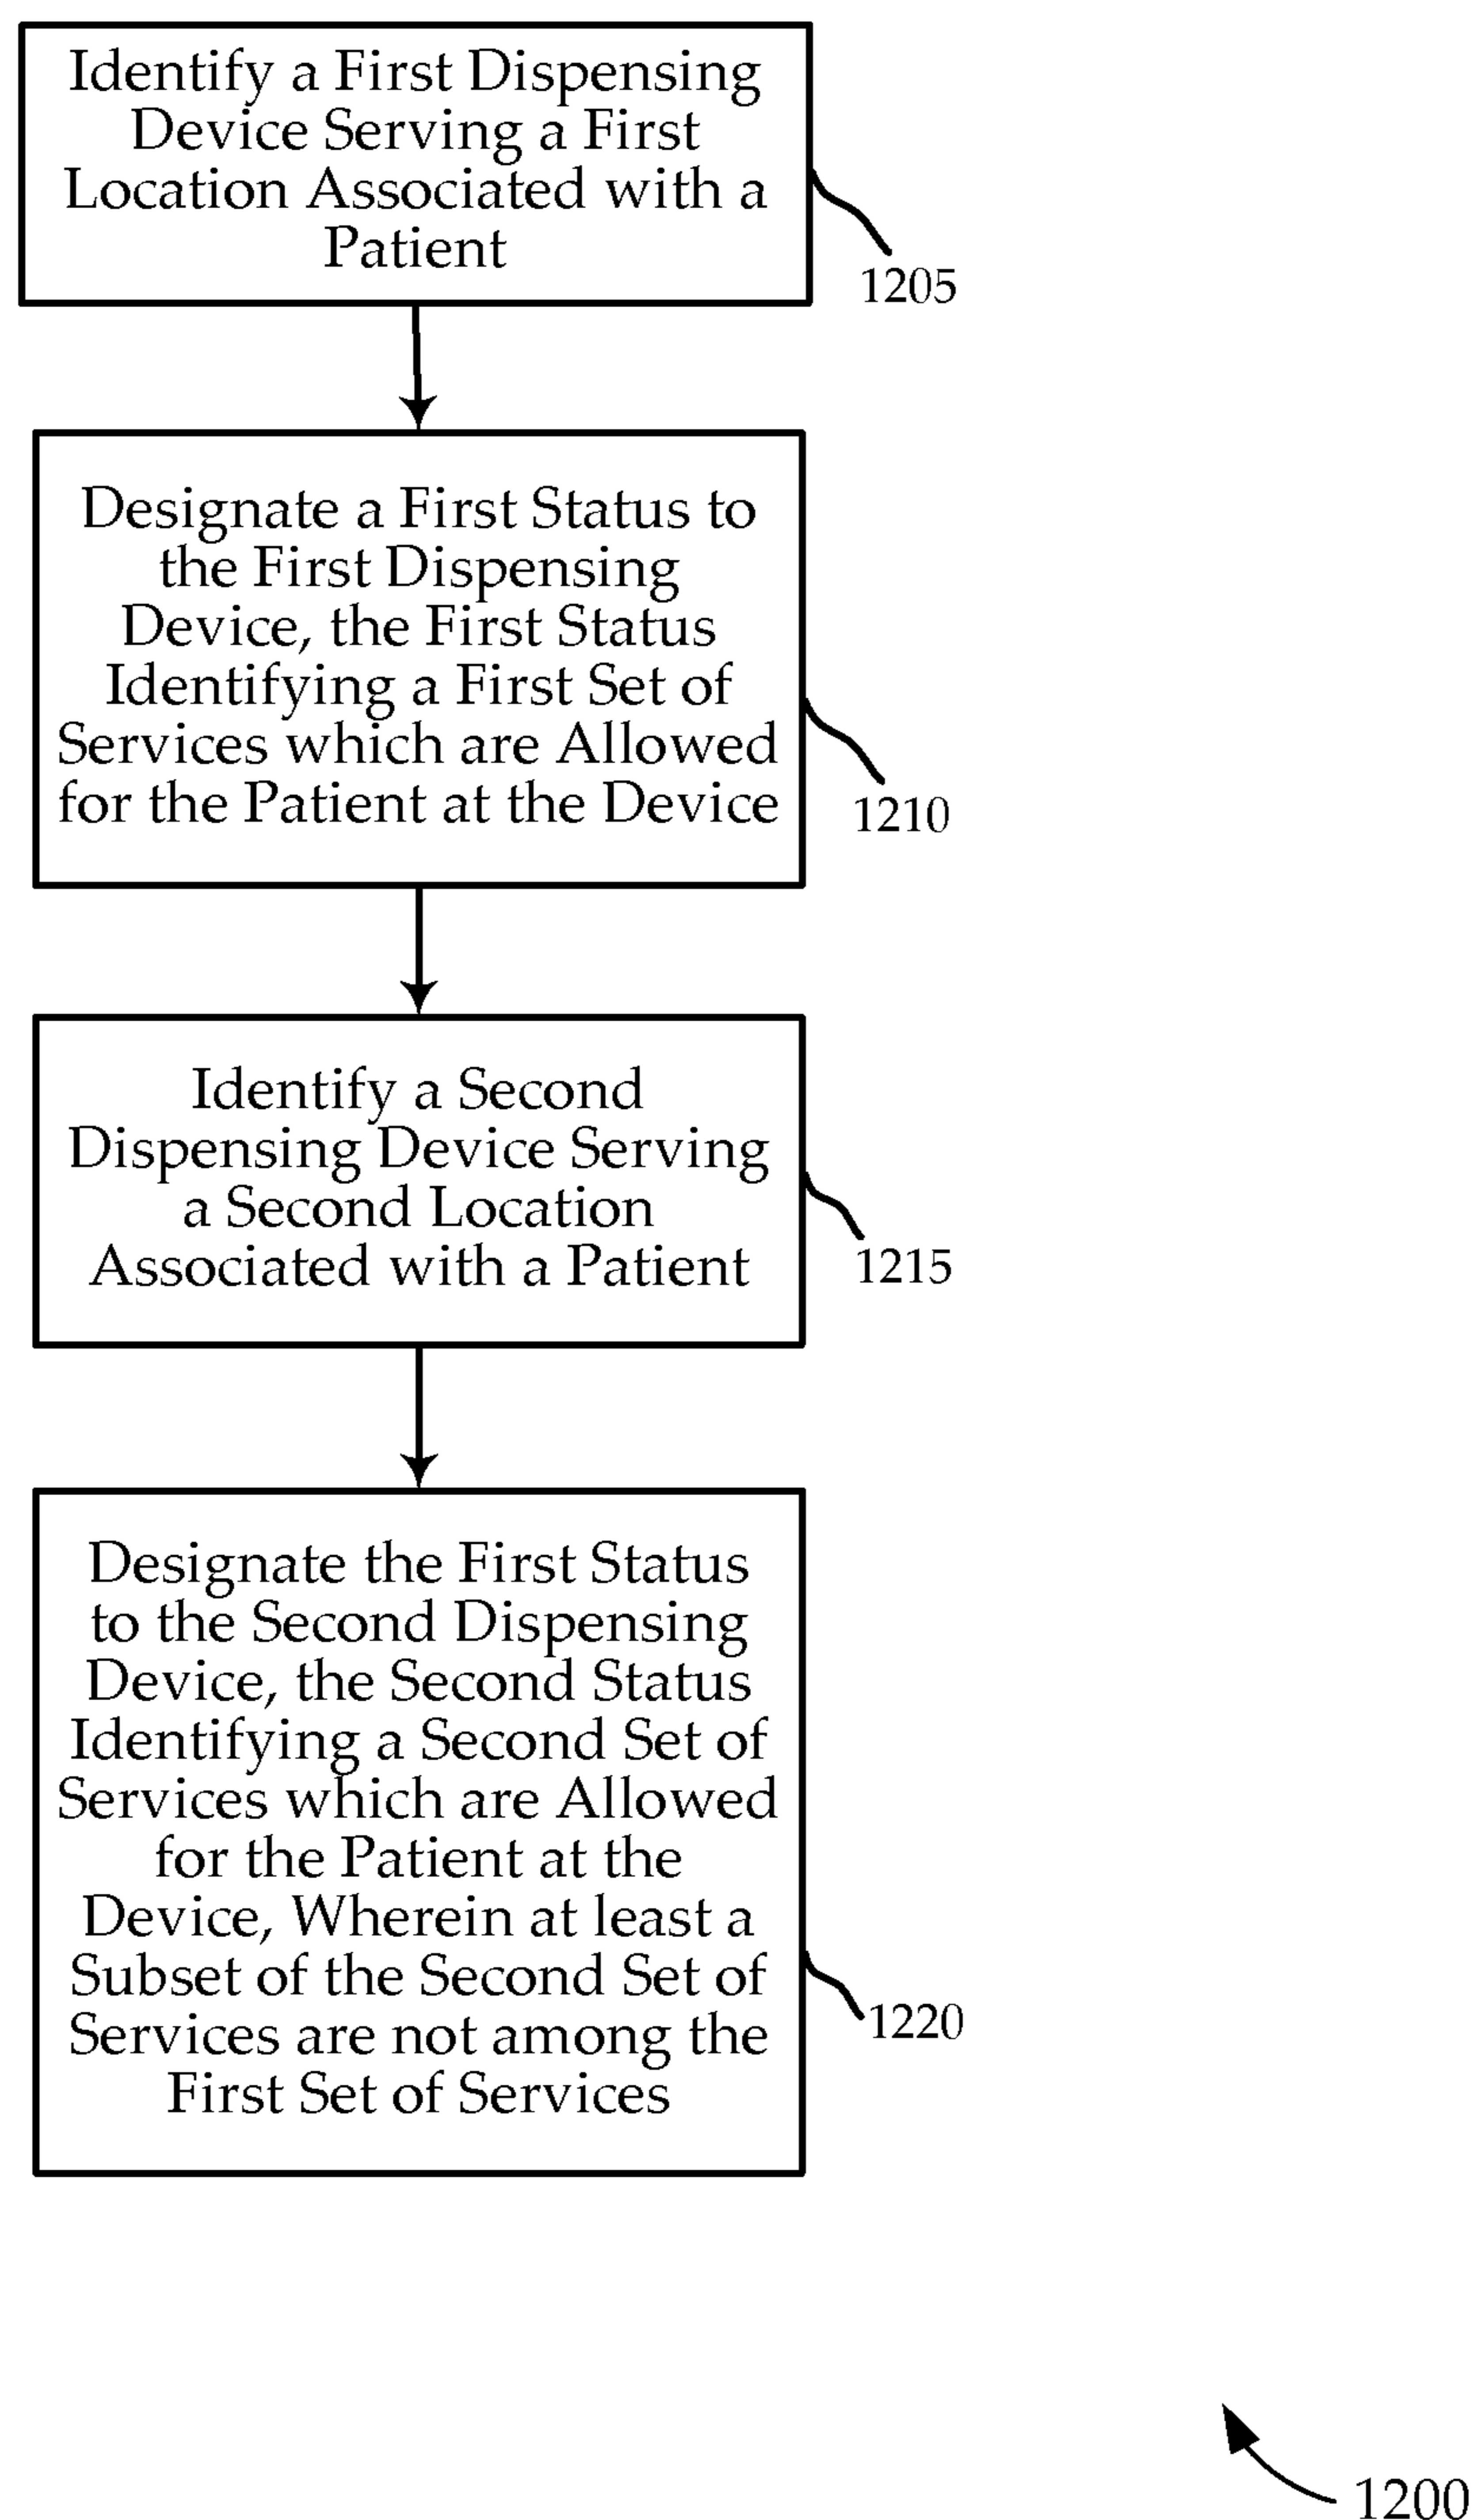 Identify a First Dispensing
Device Serving a First
Location Associated with a
Patient
1205
Designate a First Status to
the First Dispensing
Device, the First Status
Identifying a First Set of
Services which are Allowed
for the Patient at the Device
1210
Identify a Second
Dispensing Device Serving
a Second Location
Associated with a Patient
1215
Designate the First Status
to the Second Dispensing
Device, the Second Status
Identifying a Second Set of
Services which are Allowed
for the Patient at the
Device, Wherein at least a
Subset of the Second Set of
Services are not among the
First Set of Services
1220
1200